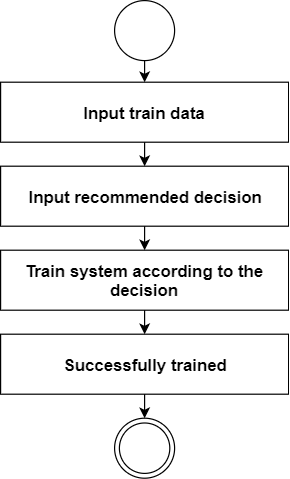 Input train data
Input recommended decision
Train system according to the
decision
Successfully trained